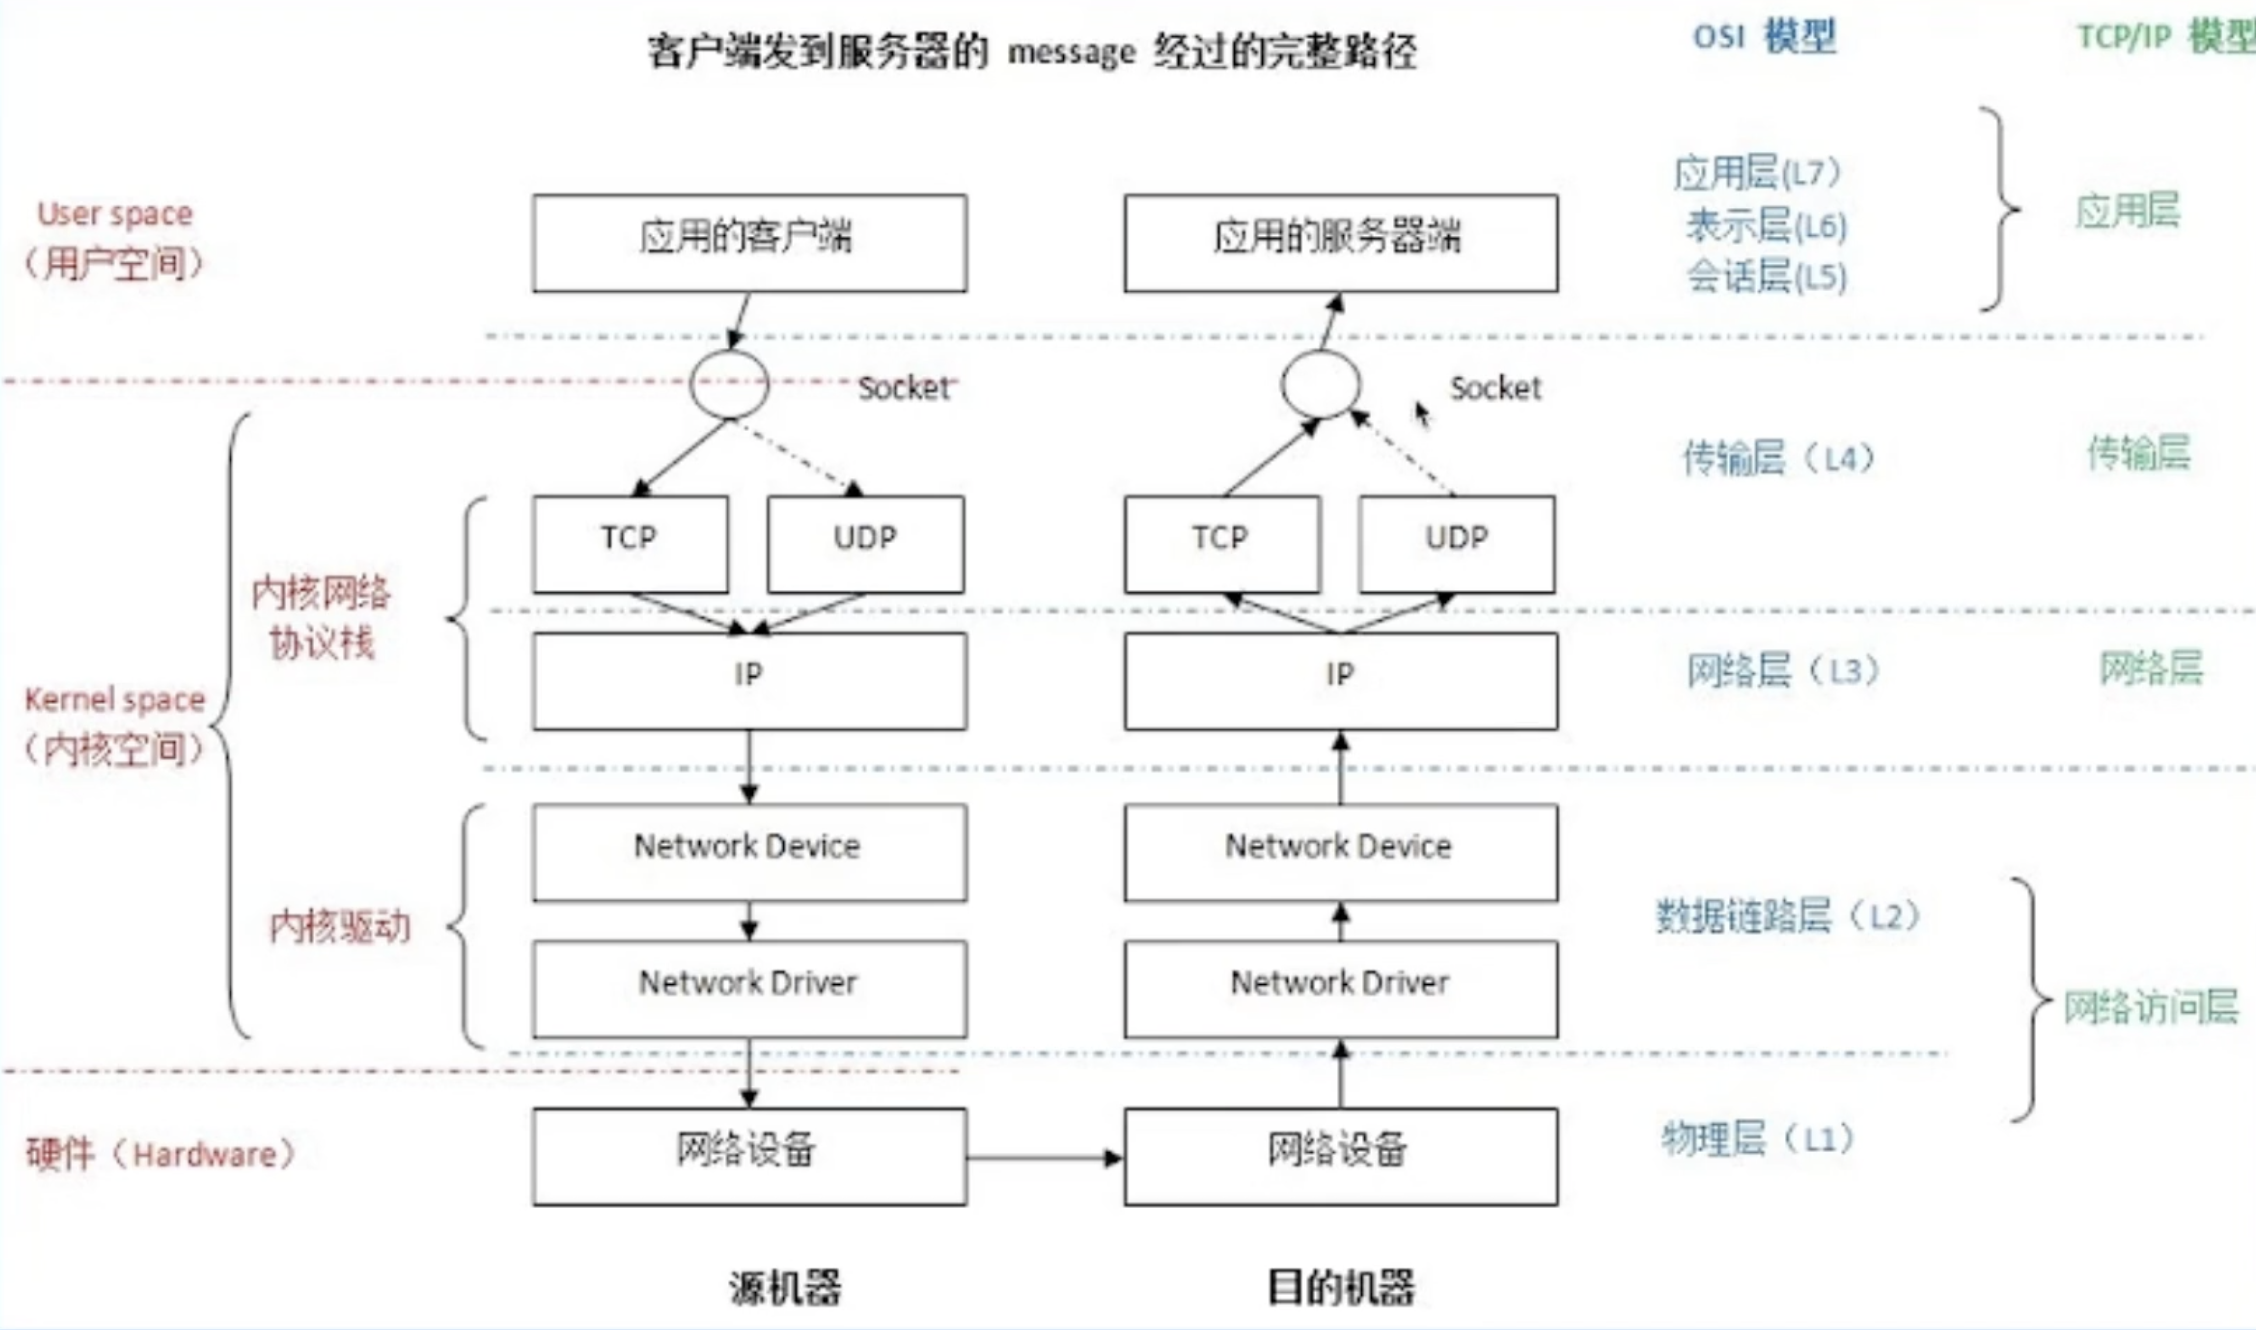 客户端发到服务器的 message 经过的完整路径
OSI 模型
TCP/IP 模型
User space
（用户空间）
应用的客户端
应用的服务器端
应用层(L7)
表示层(L6)
会话层(L5)
应用层
Socket
Socket
传输层（L4）
传输层
TCP
UDP
TCP
UDP
内核网络
协议栈
IP
IP
网络层（L3）
网络层
Kernel space
（内核空间）
Network Device
Network Device
内核驱动
数据链路层（L2）
Network Driver
Network Driver
网络访问层
硬件（Hardware）
网络设备
网络设备
物理层（L1）
源机器
目的机器